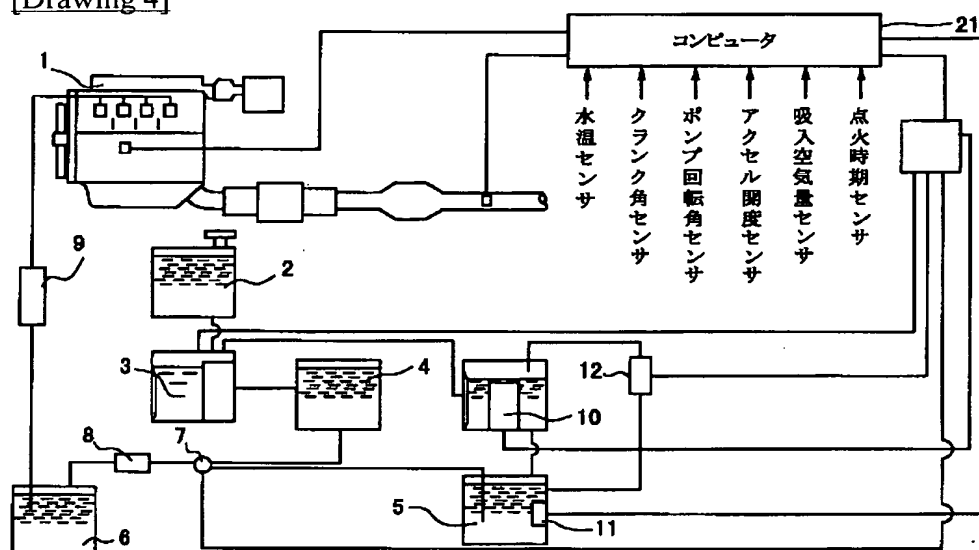 [Drawing 4]
コンピュータ
21
水温センサ
クランク角センサ
ポンプ回転角センサ
アクセル開度センサ
吸入空気量センサ
点火時期センサ
1
9
2
3
4
12
10
8
7
5
11
6